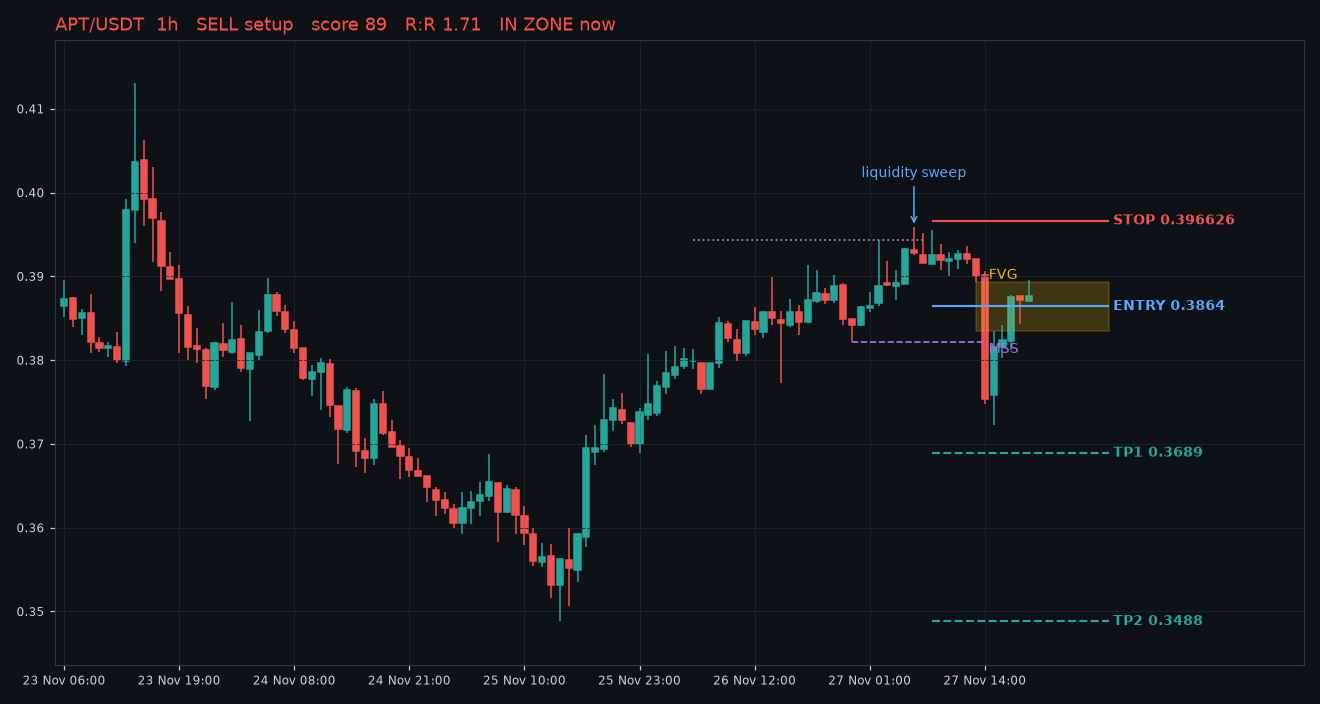 APT/USDT 1h SELL setup score 89 R:R 1.71 IN ZONE now
0.41
0.40
0.39
0.38
0.37
0.36
0.35
liquidity sweep
STOP 0.396626
FVG
ENTRY 0.3864
MSS
TP1 0.3689
TP2 0.3488
23 Nov 06:00
23 Nov 19:00
24 Nov 08:00
24 Nov 21:00
25 Nov 10:00
25 Nov 23:00
26 Nov 12:00
27 Nov 01:00
27 Nov 14:00